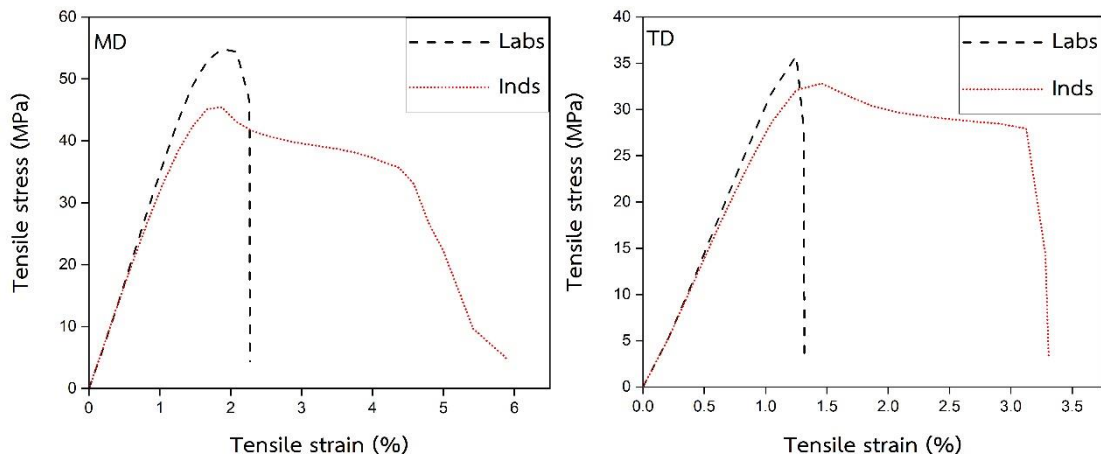 MD
Labs
Inds
60
50
40
30
20
10
0
0 1 2 3 4 5 6
Tensile stress (MPa)
Tensile strain (%)
TD
Labs
Inds
40
35
30
25
20
15
10
5
0
0.0 0.5 1.0 1.5 2.0 2.5 3.0 3.5
Tensile stress (MPa)
Tensile strain (%)